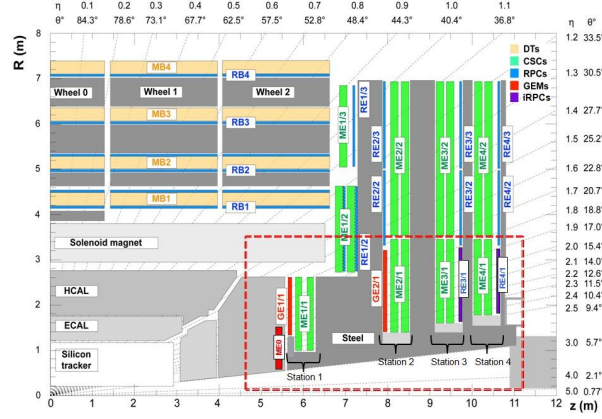 η 0.1 0.2 0.3 0.4 0.5 0.6 0.7 0.8 0.9 1.0 1.1
θ° 84.3° 78.6° 73.1° 67.7° 62.5° 57.5° 52.8° 48.4° 44.3° 40.4° 36.8° η θ°
R (m)
8
7
6
5
4
3
2
1
0
1.2 33.5°
1.3 30.5°
1.4 27.7°
1.5 25.2°
1.6 22.8°
1.7 20.7°
1.8 18.8°
1.9 17.0°
2.0 15.4°
2.1 14.0°
2.2 12.6°
2.3 11.5°
2.4 10.4°
2.5 9.4°
3.0 5.7°
4.0 2.1°
5.0 0.77°
DTs
CSCs
RPCs
GEMs
iRPCs
MB4
RB4
Wheel 0
Wheel 1
Wheel 2
MB3
RB3
MB2
RB2
MB1
RB1
Solenoid magnet
HCAL
ECAL
Silicon
tracker
Steel
ME0
GE1/1
ME1/1
ME1/2
RE1/2
ME1/3
RE1/3
GE2/1
ME2/1
RE2/2
RE2/3
ME2/2
ME3/1
RE3/1
RE3/2
RE3/3
ME3/2
ME4/1
RE4/1
RE4/2
RE4/3
ME4/2
Station 1
Station 2
Station 3
Station 4
0 1 2 3 4 5 6 7 8 9 10 11 12 z (m)